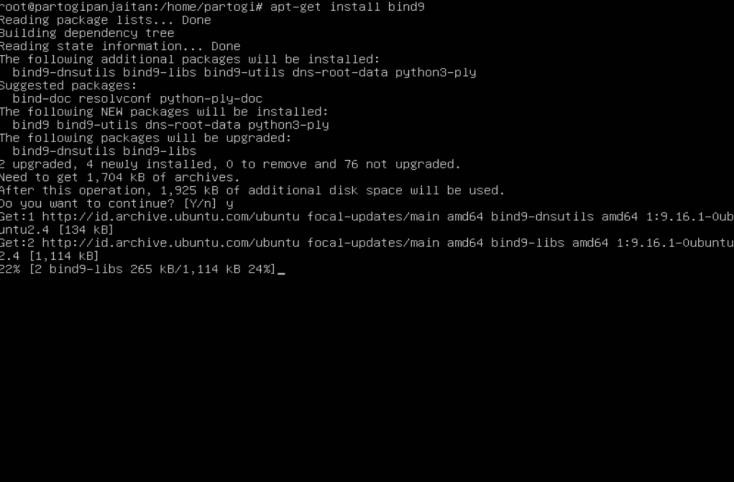 root@partogipanjaitan:/home/partogi# apt-get install bind9
Reading package lists... Done
Building dependency tree
Reading state information... Done
The following additional packages will be installed:
  bind9-dnsutils bind9-libs bind9-utils dns-root-data python3-ply
Suggested packages:
  bind-doc resolvconf python-ply-doc
The following NEW packages will be installed:
  bind9 bind9-utils dns-root-data python3-ply
The following packages will be upgraded:
  bind9-dnsutils bind9-libs
2 upgraded, 4 newly installed, 0 to remove and 76 not upgraded.
Need to get 1,704 kB of archives.
After this operation, 1,925 kB of additional disk space will be used.
Do you want to continue? [Y/n] y
Get:1 http://id.archive.ubuntu.com/ubuntu focal-updates/main amd64 bind9-dnsutils amd64 1:9.16.1-0ub
untu2.4 [134 kB]
Get:2 http://id.archive.ubuntu.com/ubuntu focal-updates/main amd64 bind9-libs amd64 1:9.16.1-0ubuntu
2.4 [1,114 kB]
22% [2 bind9-libs 265 kB/1,114 kB 24%]_